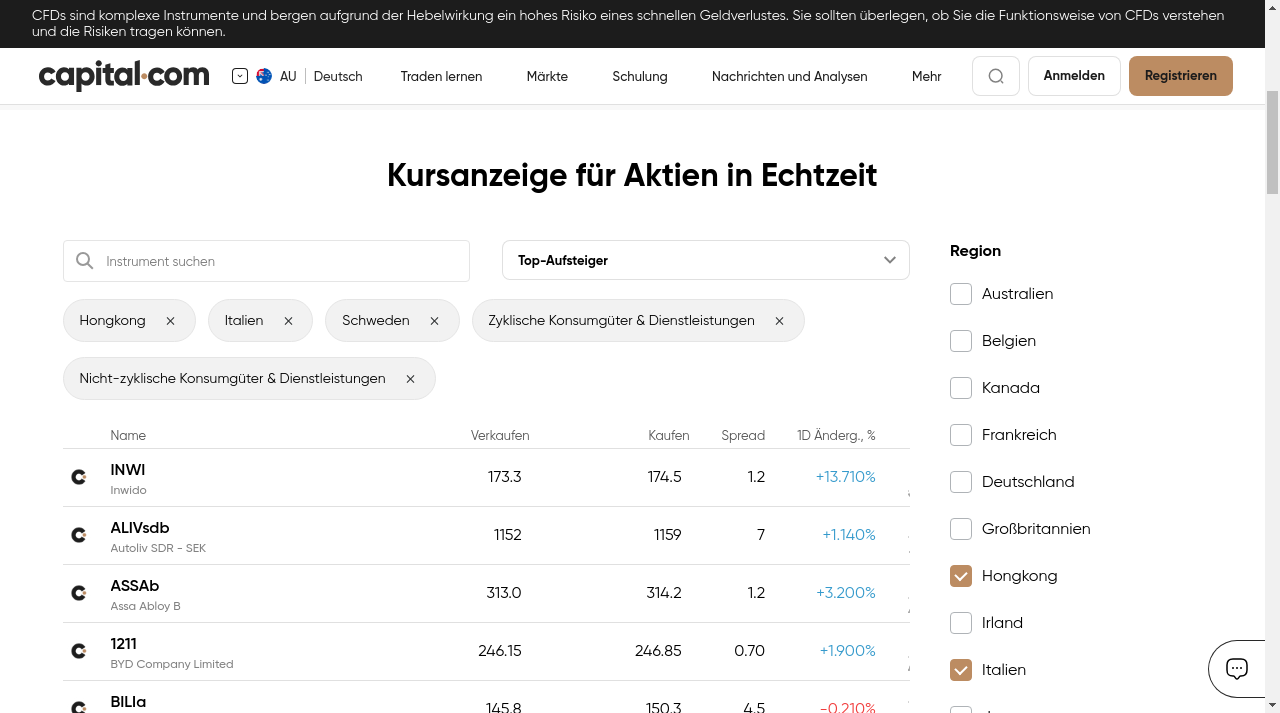 CFDs sind komplexe Instrumente und bergen aufgrund der Hebelwirkung ein hohes Risiko eines schnellen Geldverlustes. Sie sollten überlegen, ob Sie die Funktionsweise von CFDs verstehen
und die Risiken tragen können.
capital.com AU Deutsch Traden lernen Märkte Schulung Nachrichten und Analysen Mehr Anmelden Registrieren
Kursanzeige für Aktien in Echtzeit
Instrument suchen
Top-Aufsteiger
Hongkong
Italien
Schweden
Zyklische Konsumgüter & Dienstleistungen
Nicht-zyklische Konsumgüter & Dienstleistungen
Name Verkaufen Kaufen Spread 1D Änderg., %
INWI 173.3 174.5 1.2 +13.710%
Inwido
ALIVsdb 1152 1159 7 +1.140%
Autoliv SDR - SEK
ASSAb 313.0 314.2 1.2 +3.200%
Assa Abloy B
1211 246.15 246.85 0.70 +1.900%
BYD Company Limited
BILIa 145.8 150.3 4.5 -0.210%
Region
Australien
Belgien
Kanada
Frankreich
Deutschland
Großbritannien
Hongkong
Irland
Italien